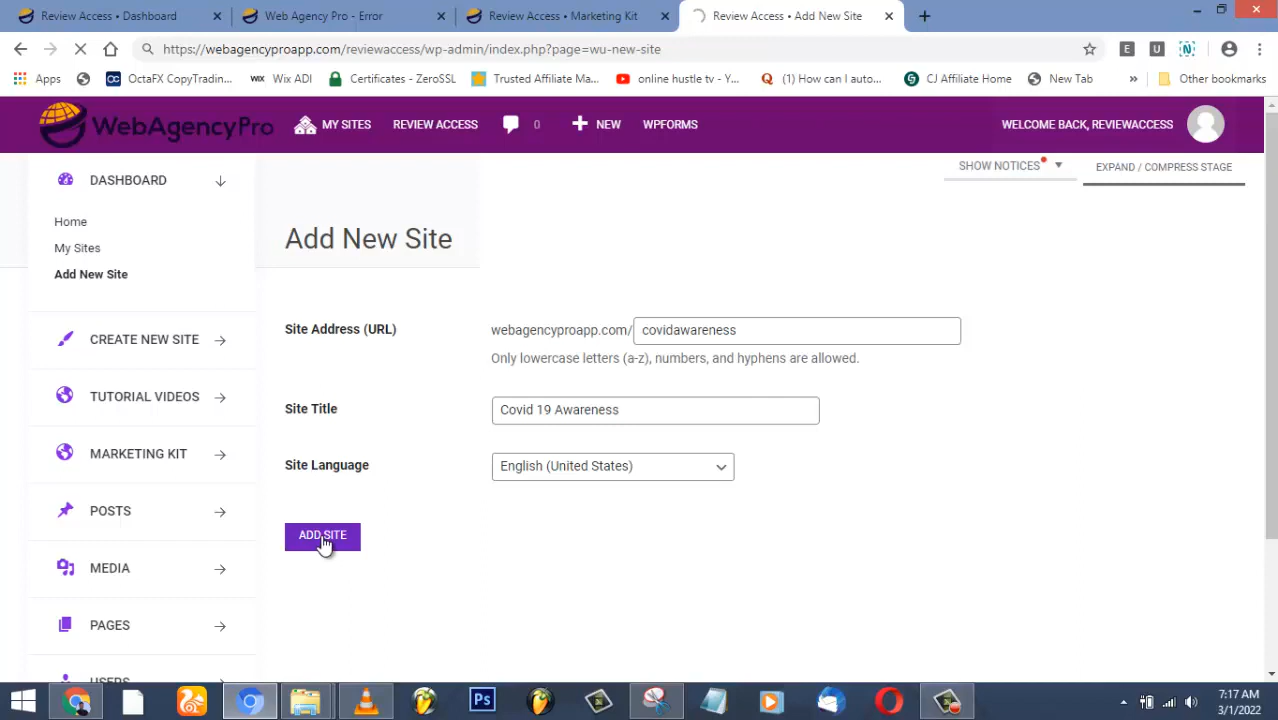 Review Access • Dashboard
Web Agency Pro - Error
Review Access • Marketing Kit
Review Access • Add New Site
https://webagencyproapp.com/reviewaccess/wp-admin/index.php?page=wu-new-site
E
U
N
Apps
OctaFX CopyTradin...
WIX Wix ADI
Certificates - ZeroSSL
Trusted Affiliate Ma...
online hustle tv - Y...
(1) How can I auto...
CJ Affiliate Home
New Tab
»
Other bookmarks
WebAgencyPro
MY SITES
REVIEW ACCESS
0
NEW
WPFORMS
WELCOME BACK, REVIEWACCESS
SHOW NOTICES
EXPAND / COMPRESS STAGE
DASHBOARD
Home
My Sites
Add New Site
CREATE NEW SITE
TUTORIAL VIDEOS
MARKETING KIT
POSTS
MEDIA
PAGES
USERS
Add New Site
Site Address (URL)
webagencyproapp.com/
covidawareness
Only lowercase letters (a-z), numbers, and hyphens are allowed.
Site Title
Covid 19 Awareness
Site Language
English (United States)
ADD SITE
Ps
7:17 AM
3/1/2022